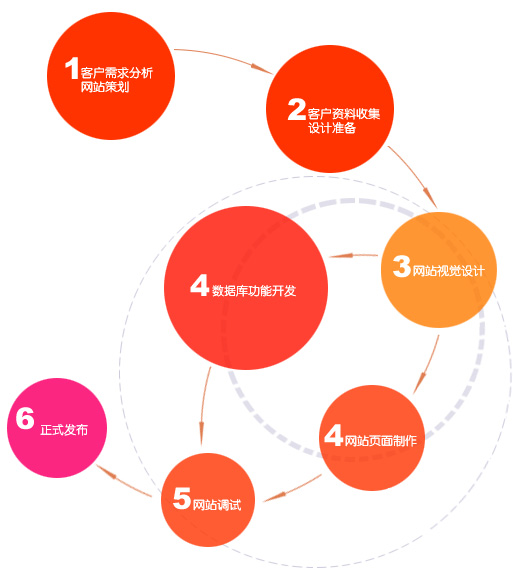 1 客户需求分析
网站策划
2 客户资料收集
设计准备
3 网站视觉设计
4 数据库功能开发
4 网站页面制作
5 网站调试
6 正式发布